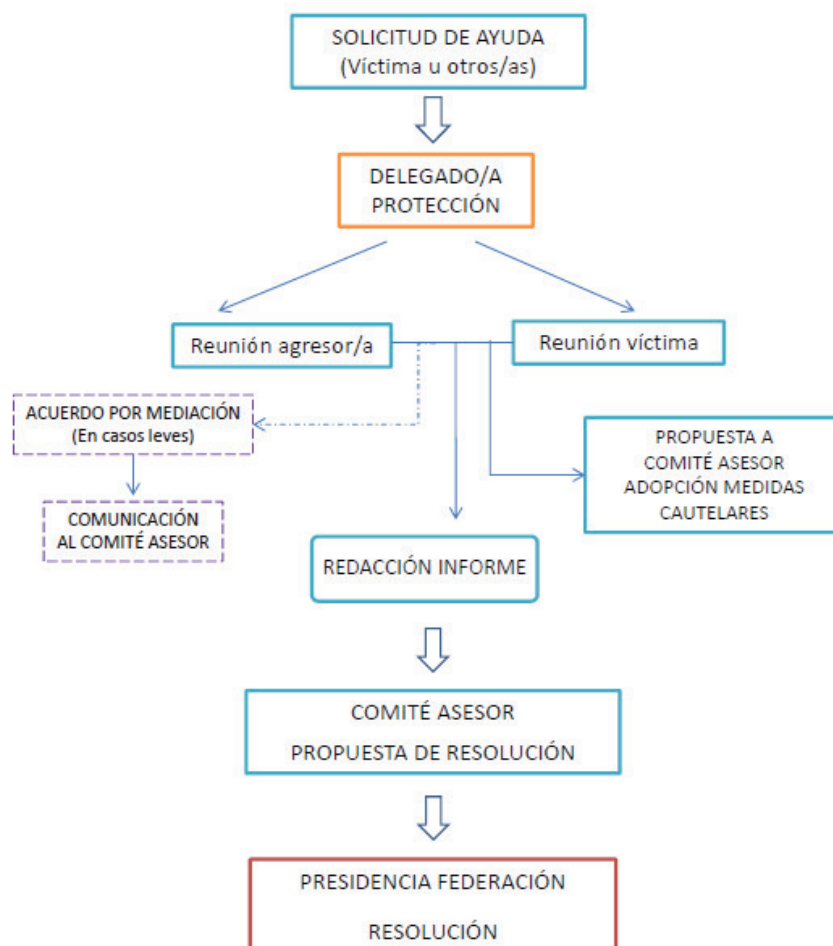 SOLICITUD DE AYUDA
(Víctima u otros/as)
DELEGADO/A
PROTECCIÓN
Reunión agresor/a
Reunión víctima
ACUERDO POR MEDIACIÓN
(En casos leves)
PROPUESTA A
COMITÉ ASESOR
ADOPCIÓN MEDIDAS
CAUTELARES
COMUNICACIÓN
AL COMITÉ ASESOR
REDACCIÓN INFORME
COMITÉ ASESOR
PROPUESTA DE RESOLUCIÓN
PRESIDENCIA FEDERACIÓN
RESOLUCIÓN